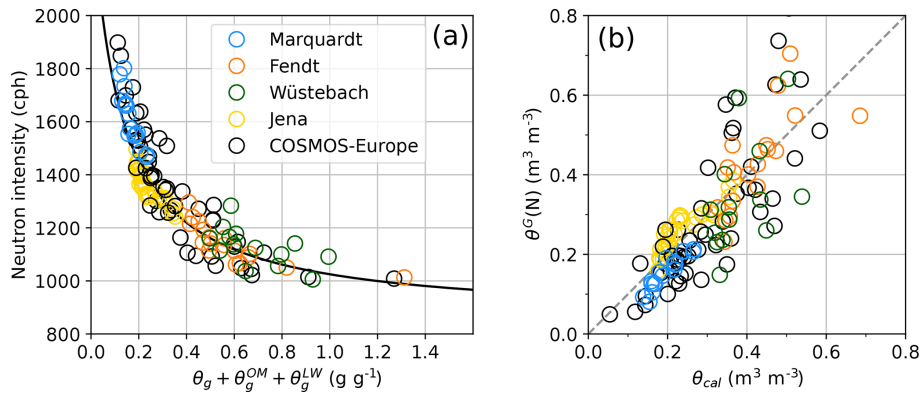 2000
1800
1600
1400
1200
1000
800
Neutron intensity (cph)
(a)
Marquardt
Fendt
Wüstebach
Jena
COSMOS-Europe
0.0 0.2 0.4 0.6 0.8 1.0 1.2 1.4
θg + θg^OM + θg^LW (g g⁻¹)
0.8
0.6
0.4
0.2
0.0
θ^G(N) (m³ m⁻³)
(b)
0.0 0.2 0.4 0.6 0.8
θcal (m³ m⁻³)